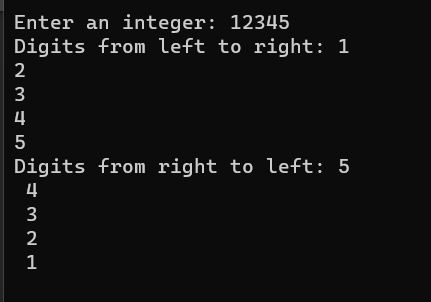 Enter an integer: 12345
Digits from left to right: 1
2
3
4
5
Digits from right to left: 5
 4
 3
 2
 1